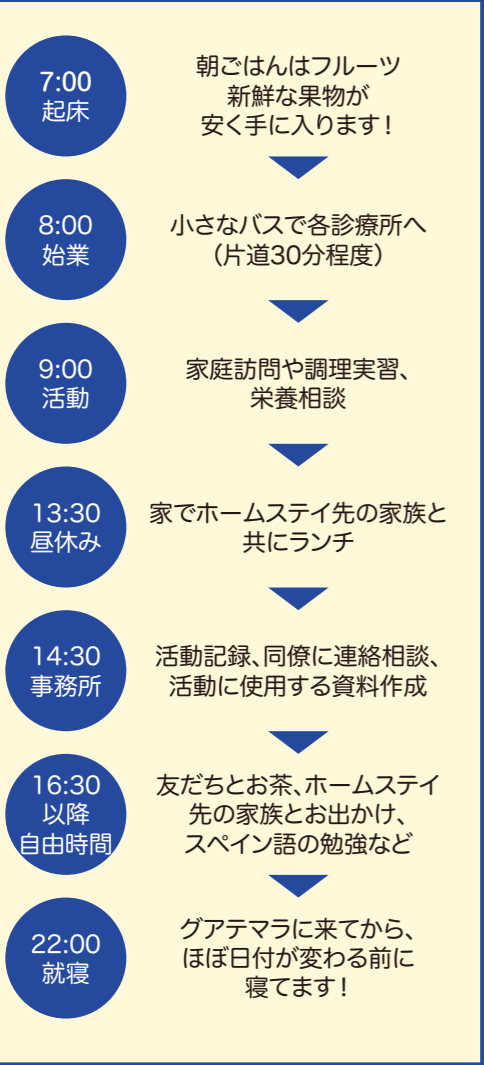 7:00
起床
朝ごはんはフルーツ
新鮮な果物が
安く手に入ります！
8:00
始業
小さなバスで各診療所へ
（片道30分程度）
9:00
活動
家庭訪問や調理実習、
栄養相談
13:30
昼休み
家でホームステイ先の家族と
共にランチ
14:30
事務所
活動記録、同僚に連絡相談、
活動に使用する資料作成
16:30
以降
自由時間
友だちとお茶、ホームステイ
先の家族とお出かけ、
スペイン語の勉強など
22:00
就寝
グアテマラに来てから、
ほぼ日付が変わる前に
寝てます！